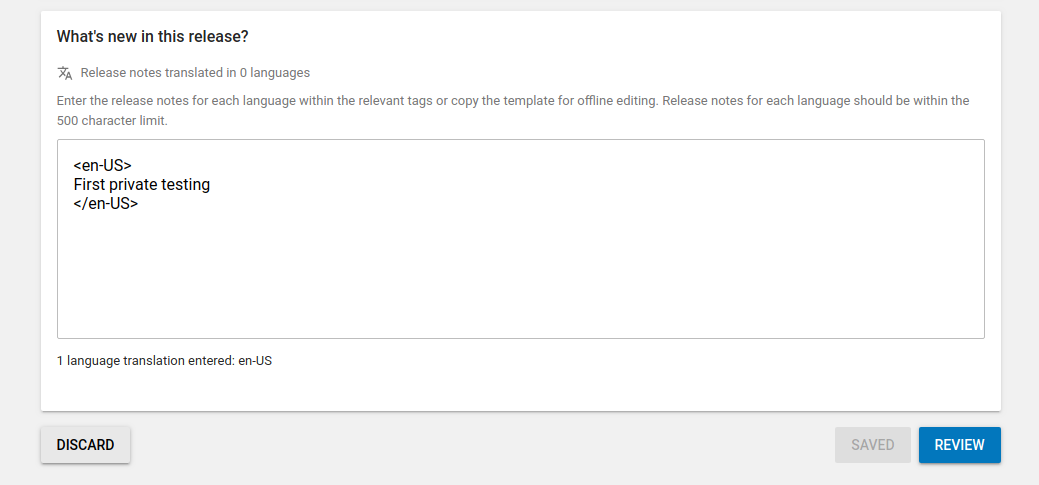 What's new in this release?
Release notes translated in 0 languages
Enter the release notes for each language within the relevant tags or copy the template for offline editing. Release notes for each language should be within the
500 character limit.
<en-US>
First private testing
</en-US>
1 language translation entered: en-US
DISCARD
SAVED
REVIEW